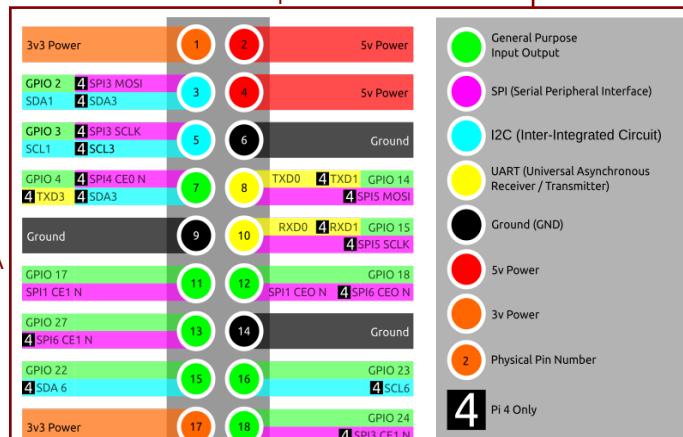 3v3 Power 1 2 5v Power
GPIO 2 4 SPI3 MOSI
SDA1 4 SDA3
3 4 5v Power
GPIO 3 4 SPI3 SCLK
SCL1 4 SCL3
5 6 Ground
GPIO 4 4 SPI4 CE0 N
4 TXD3 4 SDA3
7 8
TXD0 4 TXD1 GPIO 14
4 SPI5 MOSI
Ground 9 10
RXD0 4 RXD1 GPIO 15
4 SPI5 SCLK
GPIO 17
SPI1 CE1 N
11 12
GPIO 18
SPI1 CEO N 4 SPI6 CEO N
GPIO 27
4 SPI6 CE1 N
13 14 Ground
GPIO 22
4 SDA 6
15 16
GPIO 23
4 SCL6
3v3 Power 17 18
GPIO 24
4 SPI3 CE1 N
General Purpose
Input Output
SPI (Serial Peripheral Interface)
I2C (Inter-Integrated Circuit)
UART (Universal Asynchronous
Receiver / Transmitter)
Ground (GND)
5v Power
3v Power
2 Physical Pin Number
4 Pi 4 Only